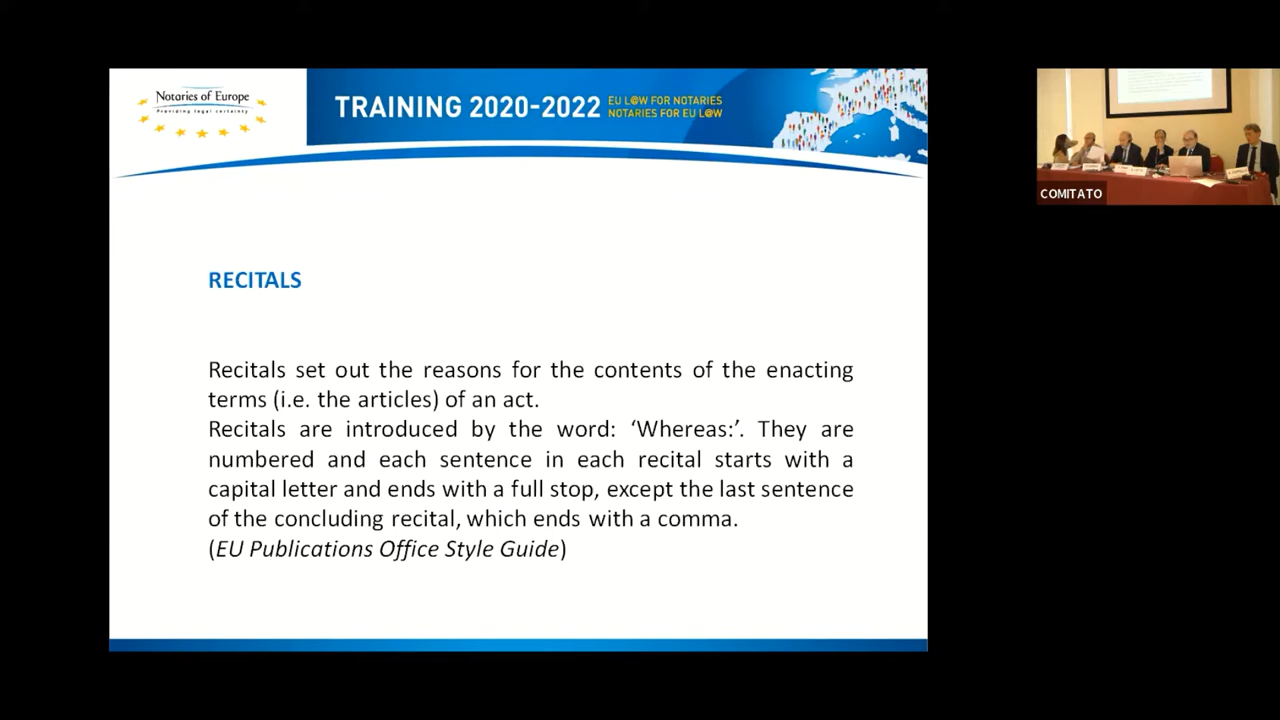 Notaries of Europe
Providing legal certainty
TRAINING 2020-2022
EU L@W FOR NOTARIES
NOTARIES FOR EU L@W
RECITALS
Recitals set out the reasons for the contents of the enacting
terms (i.e. the articles) of an act.
Recitals are introduced by the word: ‘Whereas:’. They are
numbered and each sentence in each recital starts with a
capital letter and ends with a full stop, except the last sentence
of the concluding recital, which ends with a comma.
(EU Publications Office Style Guide)
COMITATO